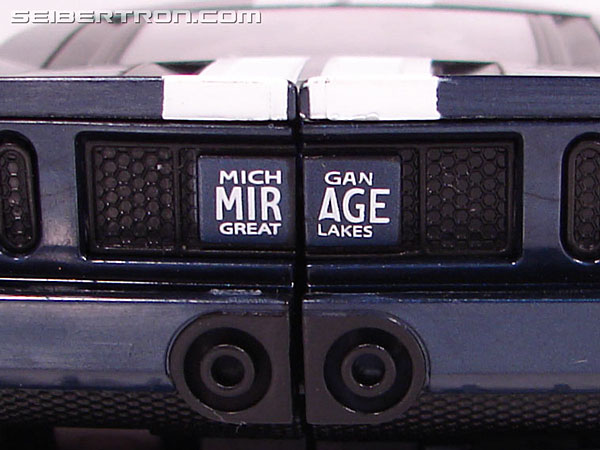 SEIBERTRON.COM
MICH GAN
MIR AGE
GREAT LAKES